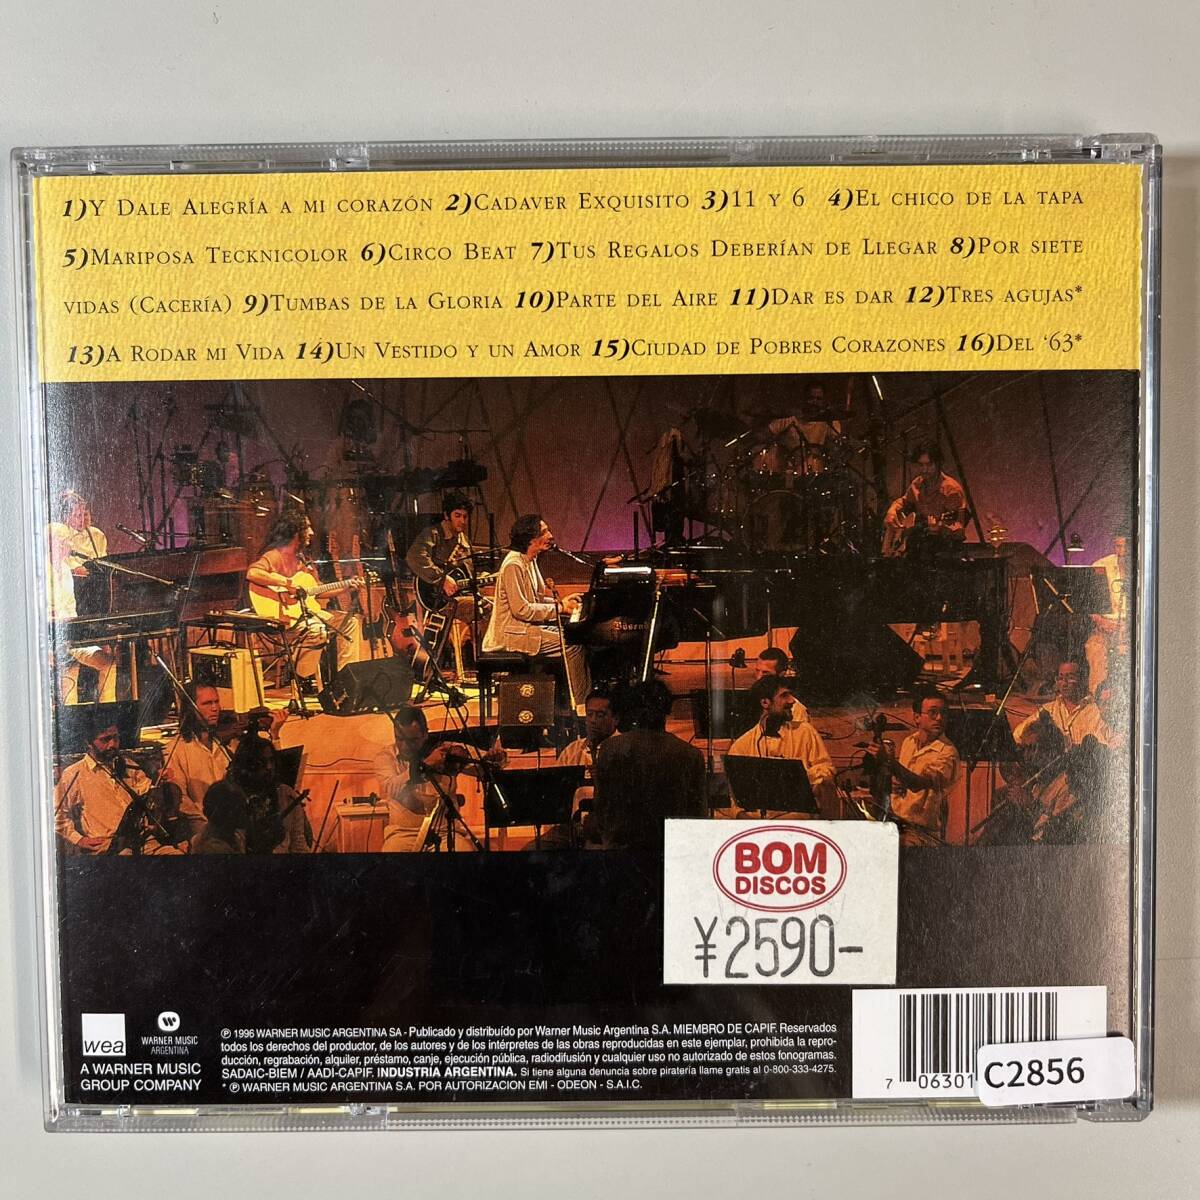 1)Y DALE ALEGRÍA A MI CORAZÓN 2)CADAVER EXQUISITO 3)11 Y 6 4)EL CHICO DE LA TAPA
5)MARIPOSA TECKNICOLOR 6)CIRCO BEAT 7)TUS REGALOS DEBERÍAN DE LLEGAR 8)POR SIETE
VIDAS (CACERÍA) 9)TUMBAS DE LA GLORIA 10)PARTE DEL AIRE 11)DAR ES DAR 12)TRES AGUJAS*
13)A RODAR MI VIDA 14)UN VESTIDO Y UN AMOR 15)CIUDAD DE POBRES CORAZONES 16)DEL '63*
Bösend
BOM
DISCOS
¥2590-
wea
WARNER MUSIC
ARGENTINA
A WARNER MUSIC
GROUP COMPANY
℗ 1996 WARNER MUSIC ARGENTINA SA - Publicado y distribuído por Warner Music Argentina S.A. MIEMBRO DE CAPIF. Reservados
todos los derechos del productor, de los autores y de los intérpretes de las obras reproducidas en este ejemplar, prohibida la repro-
ducción, regrabación, alquiler, préstamo, canje, ejecución pública, radiodifusión y cualquier uso no autorizado de estos fonogramas.
SADAIC-BIEM / AADI-CAPIF. INDUSTRIA ARGENTINA. Si tiene alguna denuncia sobre piratería llame gratis al 0-800-333-4275.
* ℗ WARNER MUSIC ARGENTINA S.A. POR AUTORIZACION EMI - ODEON - S.A.I.C.
7 06301
C2856